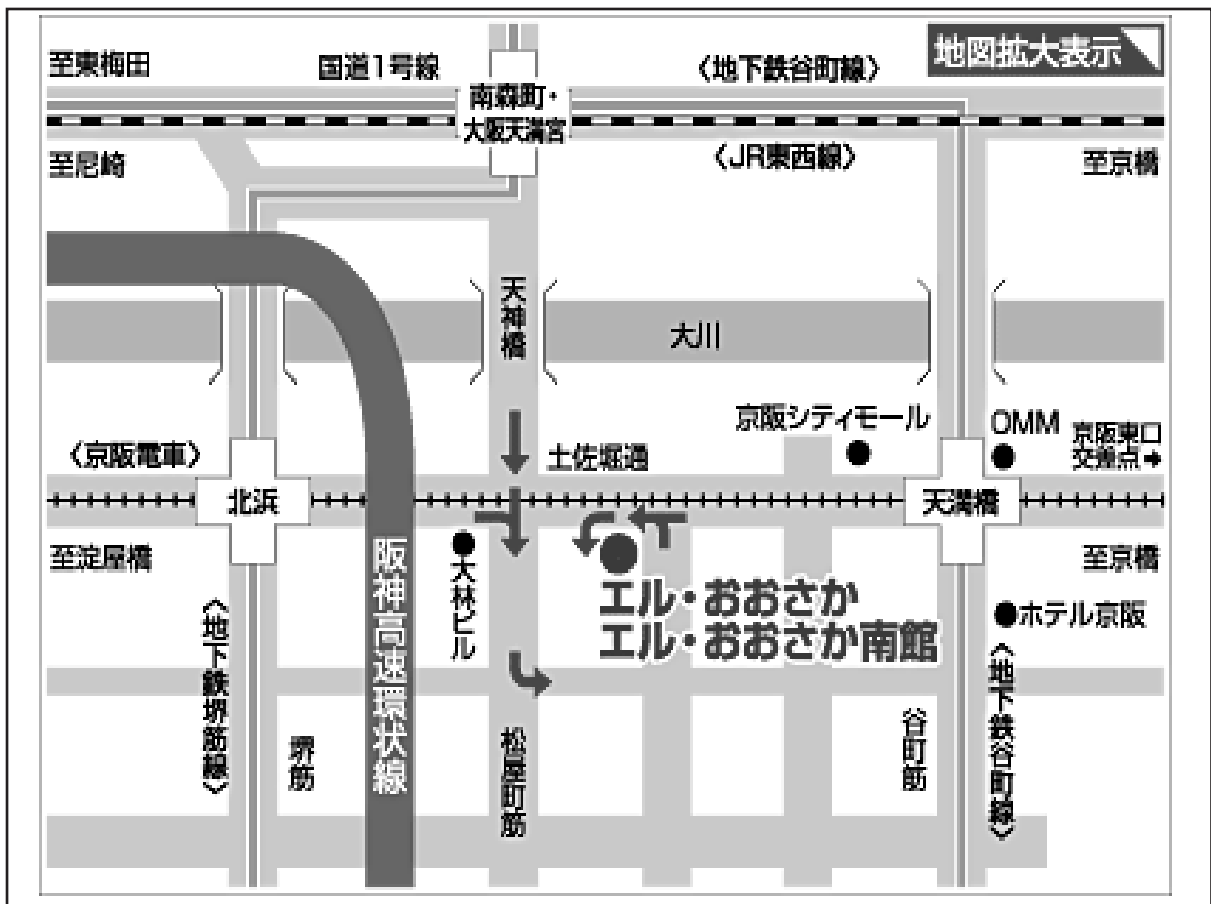 地図拡大表示
至東梅田
国道1号線
〈地下鉄谷町線〉
南森町・
大阪天満宮
至尼崎
〈JR東西線〉
至京橋
天神橋
大川
京阪シティモール
OMM
京阪東口
交差点➔
〈京阪電車〉
土佐堀通
北浜
天満橋
至淀屋橋
大林ビル
至京橋
エル・おおさか
エル・おおさか南館
ホテル京阪
〈地下鉄堺筋線〉
堺筋
阪神高速環状線
松屋町筋
谷町筋
〈地下鉄谷町線〉